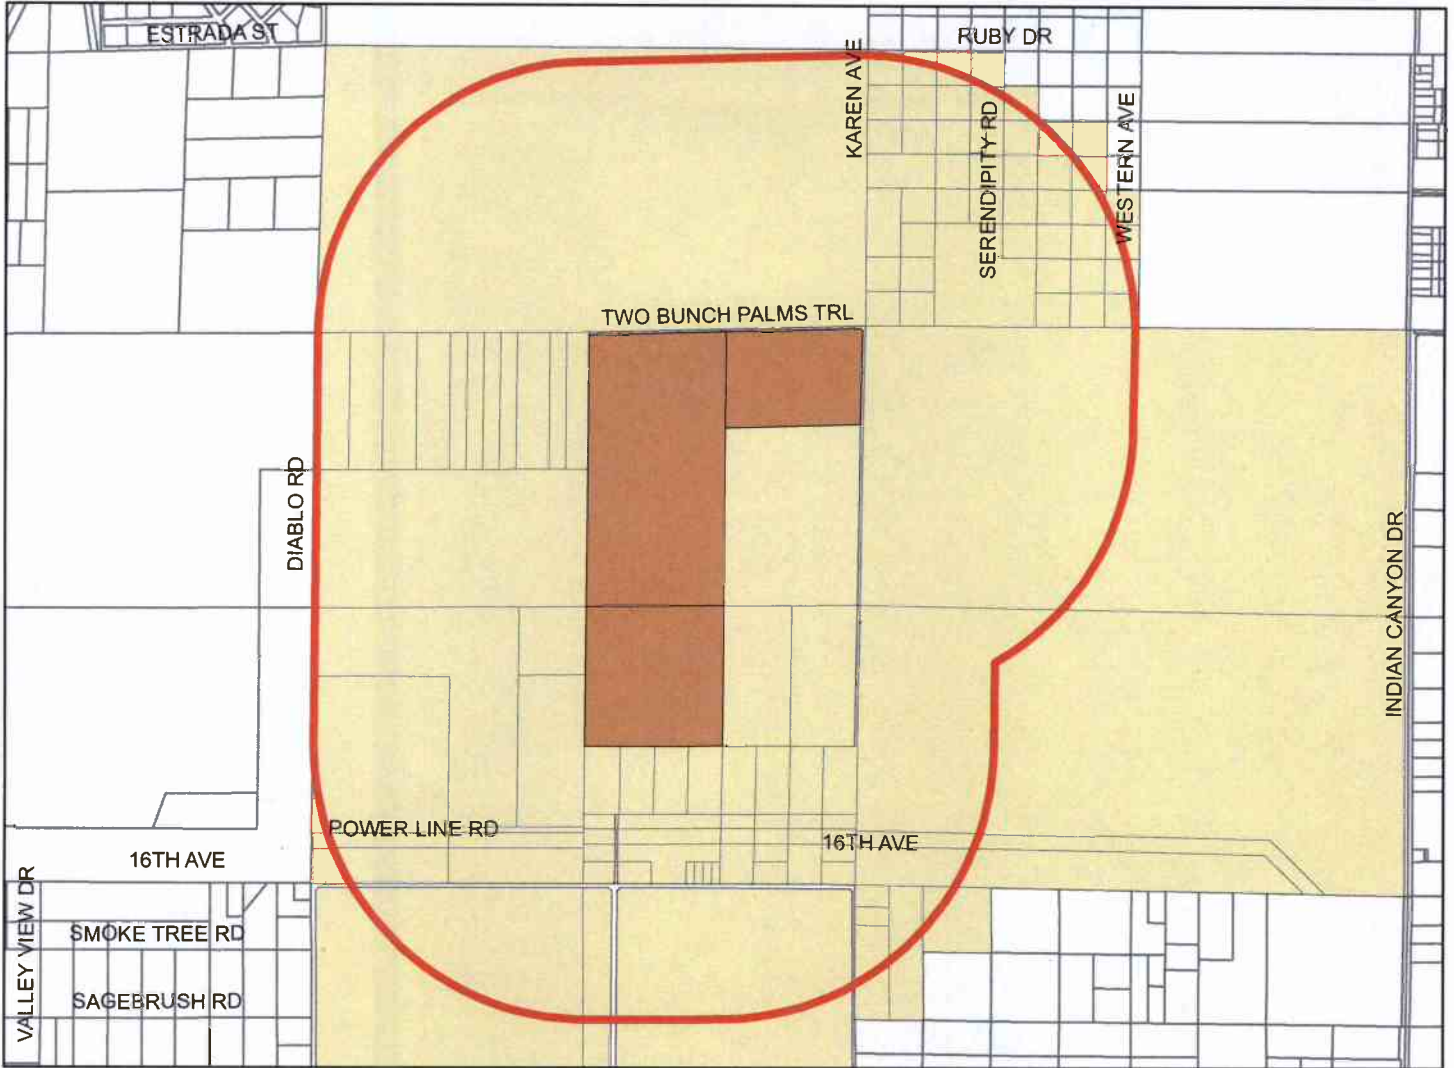 ESTRADA ST
RUBY DR
KAREN AVE
SERENDIPITY RD
WESTERN AVE
TWO BUNCH PALMS TRL
DIABLO RD
INDIAN CANYON DR
POWER LINE RD
16TH AVE
16TH AVE
VALLEY VIEW DR
SMOKE TREE RD
SAGEBRUSH RD